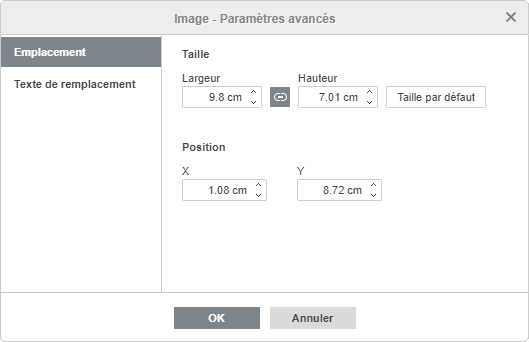 Image - Paramètres avancés
Emplacement
Texte de remplacement
Taille
Largeur Hauteur
9.8 cm 7.01 cm Taille par défaut
Position
X Y
1.08 cm 8.72 cm
OK Annuler